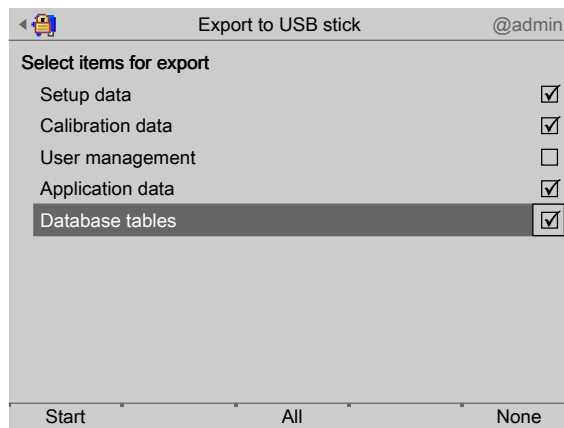 Export to USB stick @admin
Select items for export
Setup data
Calibration data
User management
Application data
Database tables
Start All None